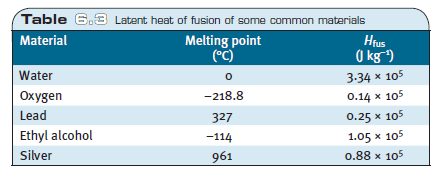 Table 6.3 Latent heat of fusion of some common materials
Material Melting point (°C) Hfus (J kg⁻¹)
Water 0 3.34 × 10⁵
Oxygen −218.8 0.14 × 10⁵
Lead 327 0.25 × 10⁵
Ethyl alcohol −114 1.05 × 10⁵
Silver 961 0.88 × 10⁵